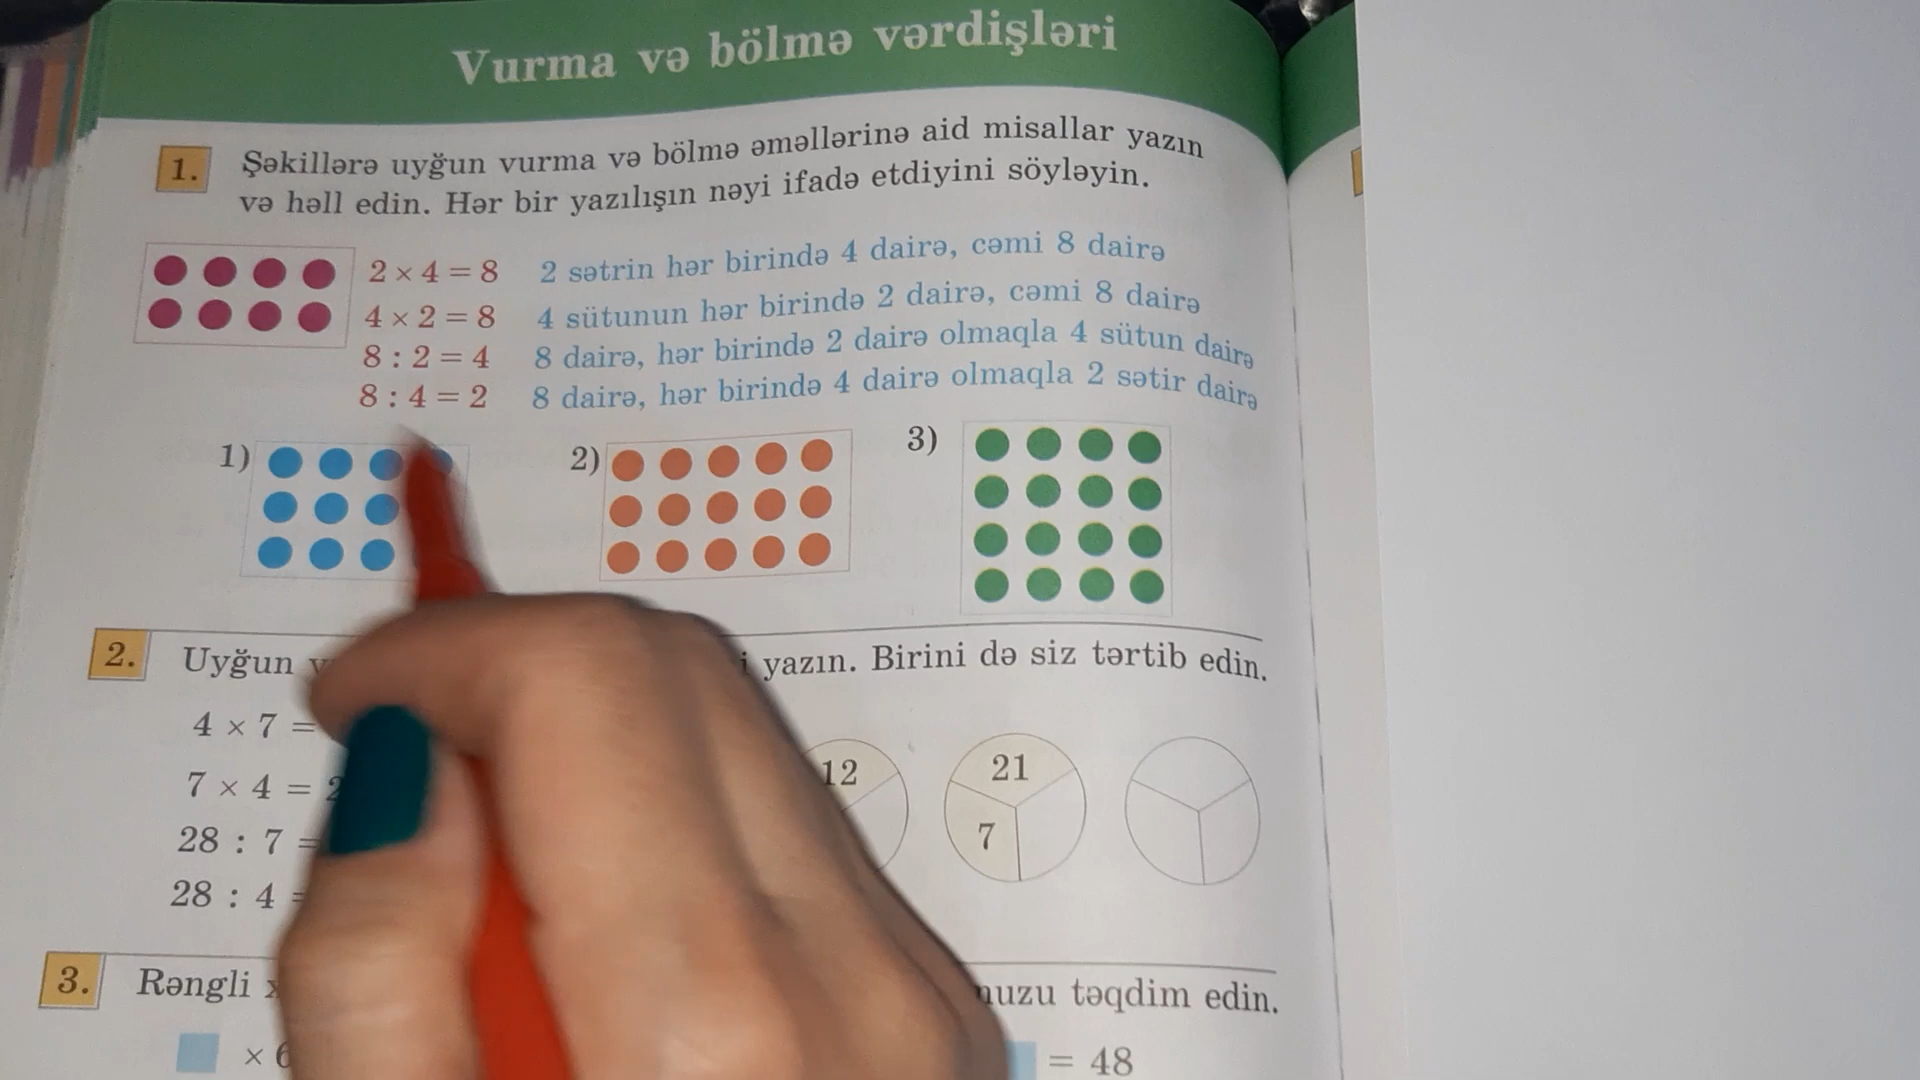 Vurma və bölmə vərdişləri
1. Şəkillərə uyğun vurma və bölmə əməllərinə aid misallar yazın
və həll edin. Hər bir yazılışın nəyi ifadə etdiyini söyləyin.
2 × 4 = 8 2 sətrin hər birində 4 dairə, cəmi 8 dairə
4 × 2 = 8 4 sütunun hər birində 2 dairə, cəmi 8 dairə
8 : 2 = 4 8 dairə, hər birində 2 dairə olmaqla 4 sütun dairə
8 : 4 = 2 8 dairə, hər birində 4 dairə olmaqla 2 sətir dairə
1) 2) 3)
2. Uyğun yazın. Birini də siz tərtib edin.
4 × 7 =
7 × 4 =
12 21
7
28 : 7 =
28 : 4
3. Rəngli təqdim edin.
× 6 = 48